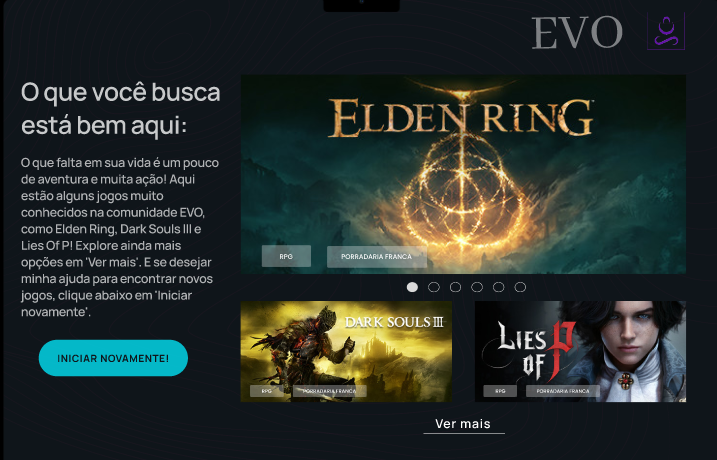 EVO
O que você busca
está bem aqui:
O que falta em sua vida é um pouco
de aventura e muita ação! Aqui
estão alguns jogos muito
conhecidos na comunidade EVO,
como Elden Ring, Dark Souls III e
Lies Of P! Explore ainda mais
opções em 'Ver mais'. E se desejar
minha ajuda para encontrar novos
jogos, clique abaixo em 'Iniciar
novamente'.
INICIAR NOVAMENTE!
ELDEN RING
RPG
PORRADARIA FRANCA
DARK SOULS III
RPG
PORRADARIA FRANCA
LIES
OF P
RPG
PORRADARIA FRANCA
Ver mais